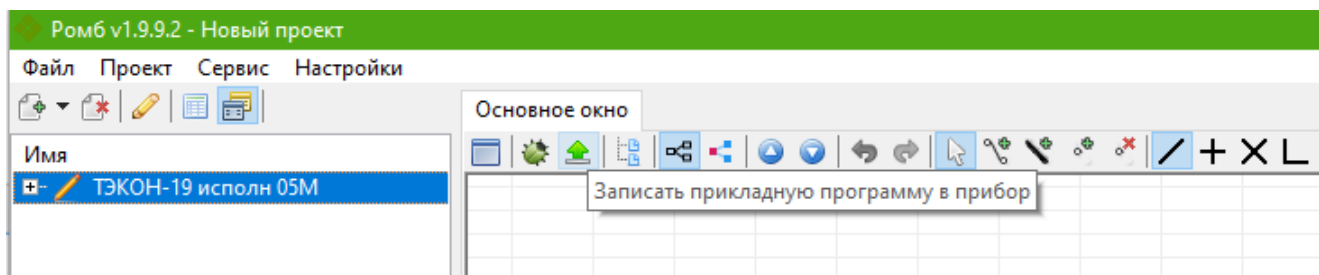 Ромб v1.9.9.2 - Новый проект
Файл Проект Сервис Настройки
Основное окно
Имя
ТЭКОН-19 исполн 05М
Записать прикладную программу в прибор